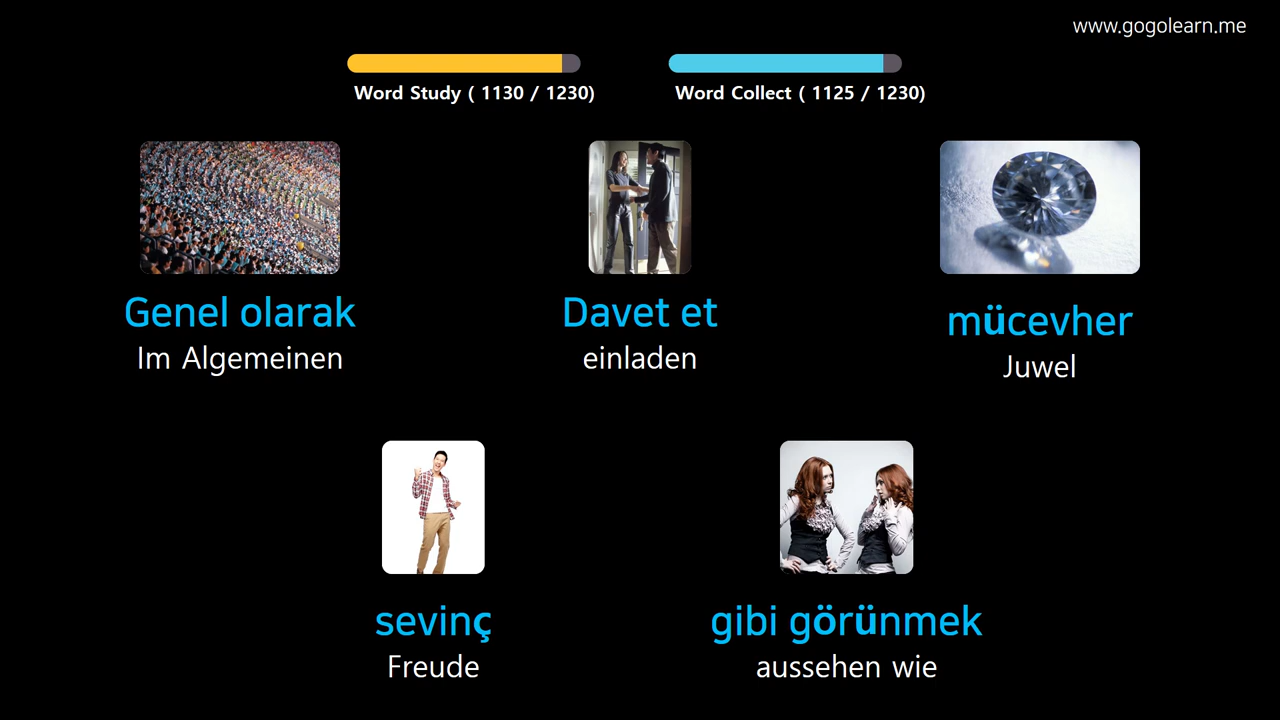 www.gogolearn.me
Word Study ( 1130 / 1230)
Word Collect ( 1125 / 1230)
Genel olarak
Im Algemeinen
Davet et
einladen
mücevher
Juwel
sevinç
Freude
gibi görünmek
aussehen wie